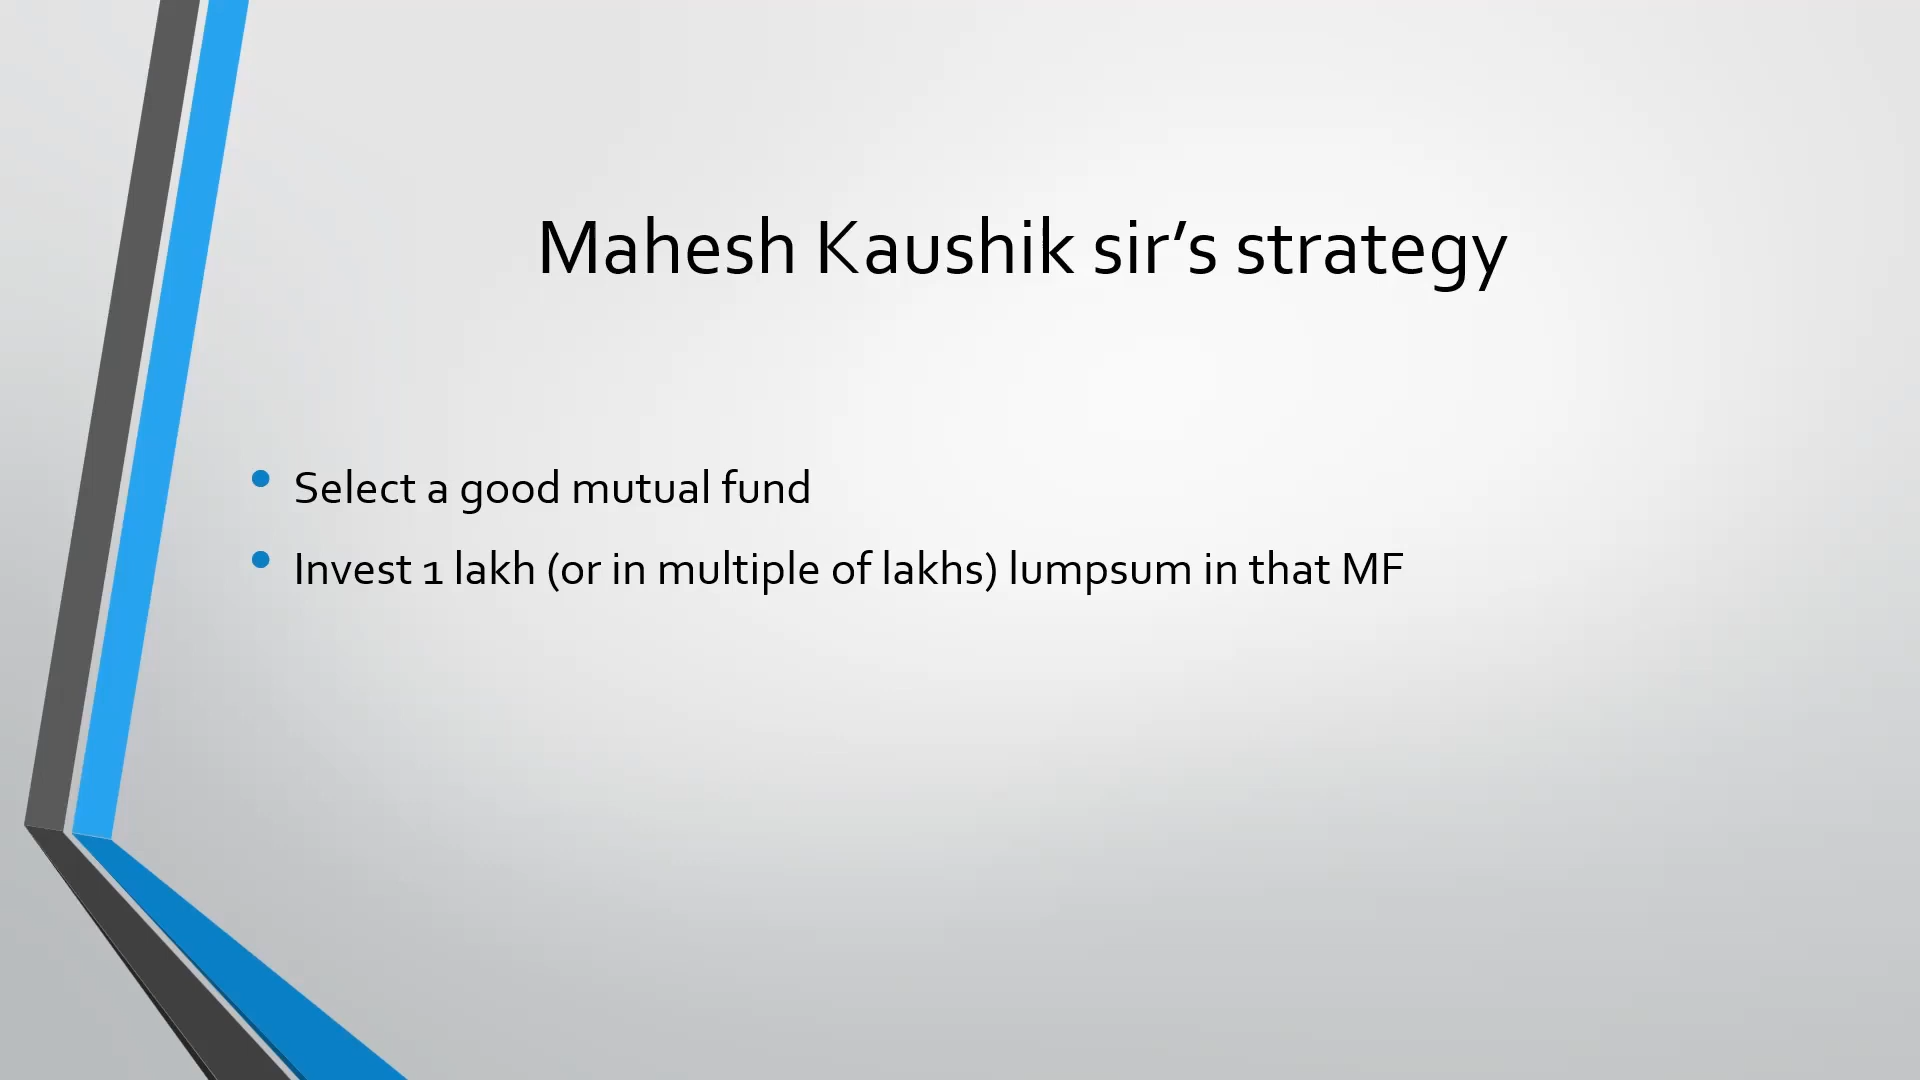 Mahesh Kaushik sir’s strategy
• Select a good mutual fund
• Invest 1 lakh (or in multiple of lakhs) lumpsum in that MF